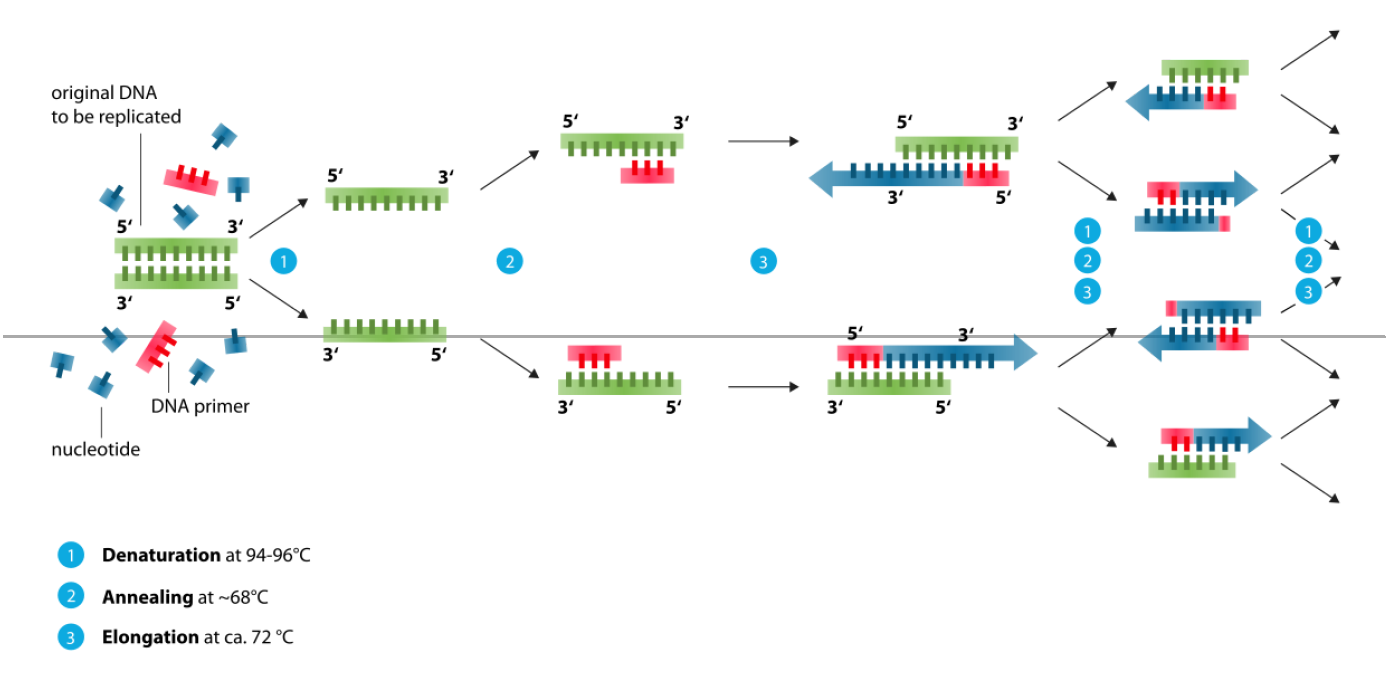 original DNA
to be replicated
5‘ 3‘
3‘ 5‘
DNA primer
nucleotide
1
5‘ 3‘
3‘ 5‘
2
5‘ 3‘
3‘ 5‘
3
5‘ 3‘
3‘ 5‘
5‘ 3‘
3‘ 5‘
1
2
3
1
2
3
1 Denaturation at 94-96°C
2 Annealing at ~68°C
3 Elongation at ca. 72 °C